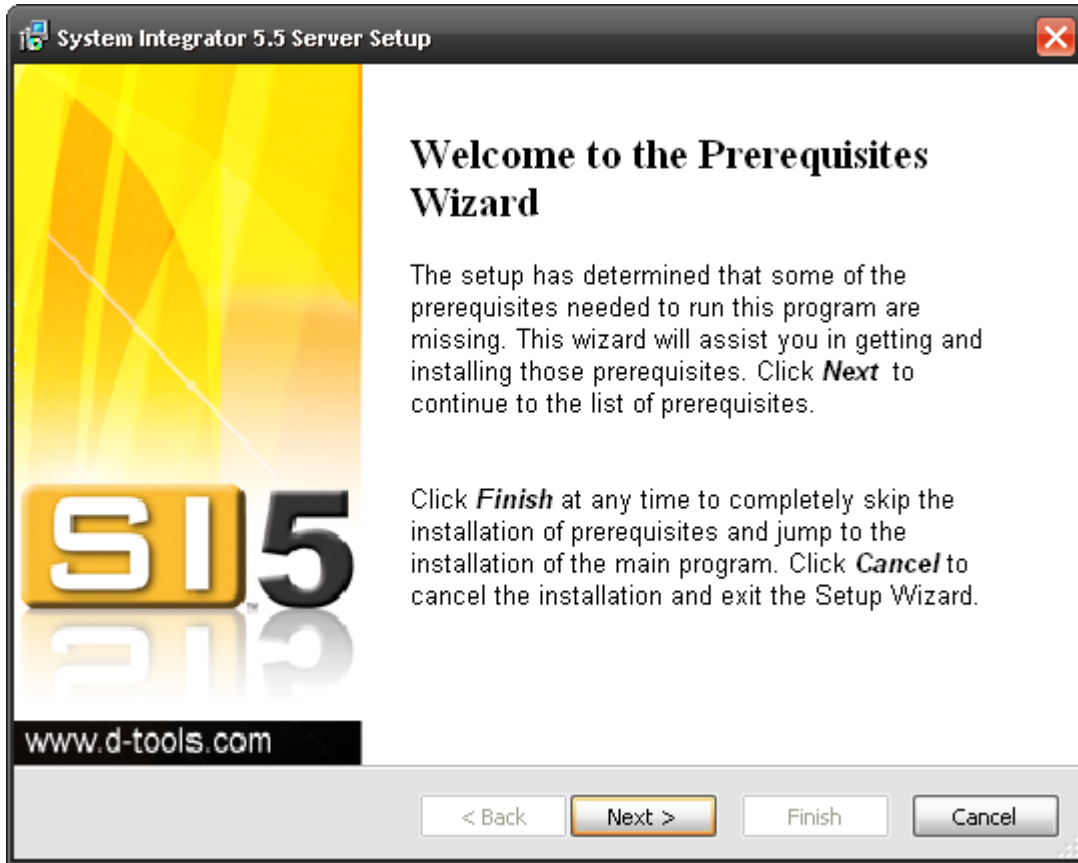 System Integrator 5.5 Server Setup
Welcome to the Prerequisites
Wizard
The setup has determined that some of the
prerequisites needed to run this program are
missing. This wizard will assist you in getting and
installing those prerequisites. Click Next to
continue to the list of prerequisites.
Click Finish at any time to completely skip the
installation of prerequisites and jump to the
installation of the main program. Click Cancel to
cancel the installation and exit the Setup Wizard.
SI5
™
www.d-tools.com
< Back
Next >
Finish
Cancel